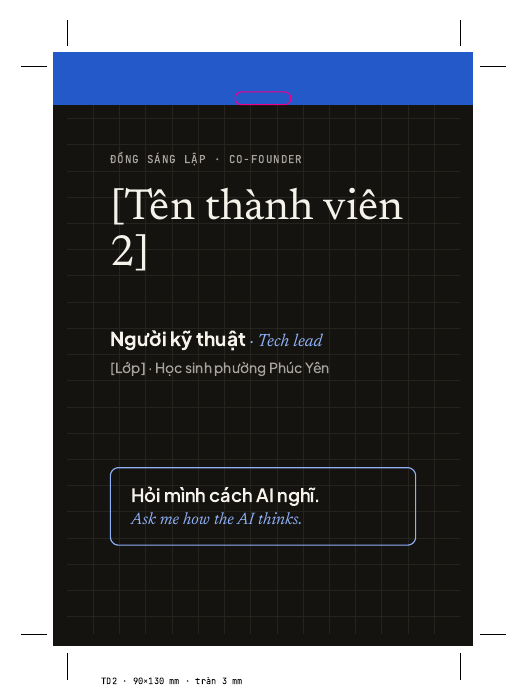 ĐỒNG SÁNG LẬP · CO-FOUNDER
[Tên thành viên
2]
Người kỹ thuật · Tech lead
[Lớp] · Học sinh phường Phúc Yên
Hỏi mình cách AI nghĩ.
Ask me how the AI thinks.
TD2 · 90×130 mm · tràn 3 mm